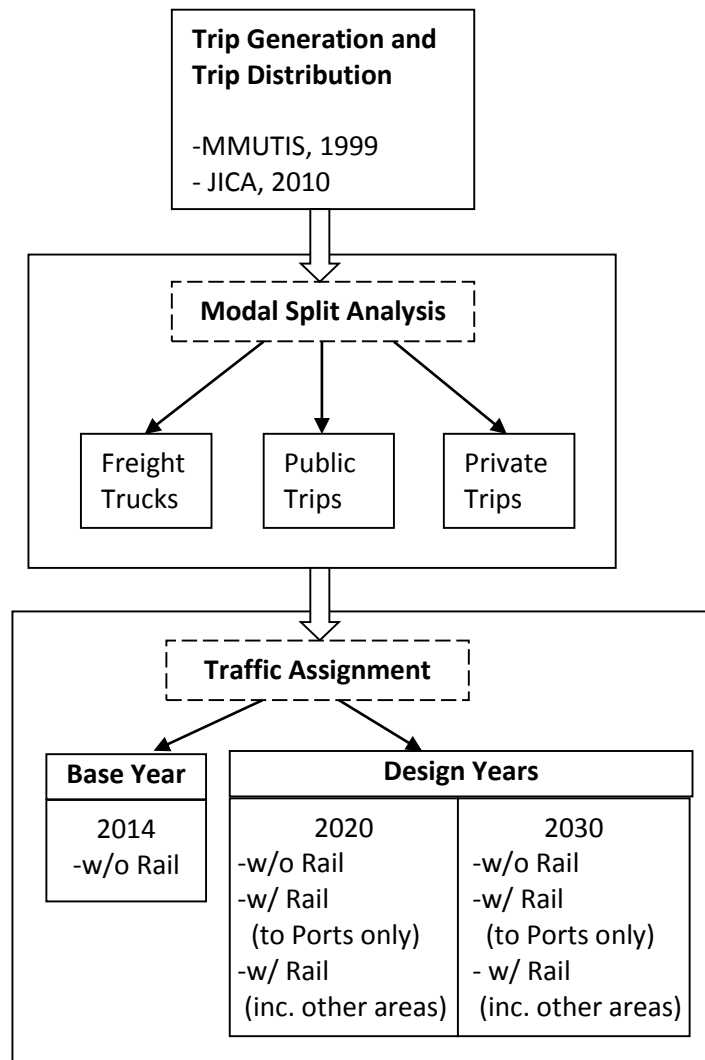 Trip Generation and
Trip Distribution
-MMUTIS, 1999
- JICA, 2010
Modal Split Analysis
Freight
Trucks
Public
Trips
Private
Trips
Traffic Assignment
Base Year
2014
-w/o Rail
Design Years
2020
-w/o Rail
-w/ Rail
(to Ports only)
-w/ Rail
(inc. other areas)
2030
-w/o Rail
-w/ Rail
(to Ports only)
- w/ Rail
(inc. other areas)